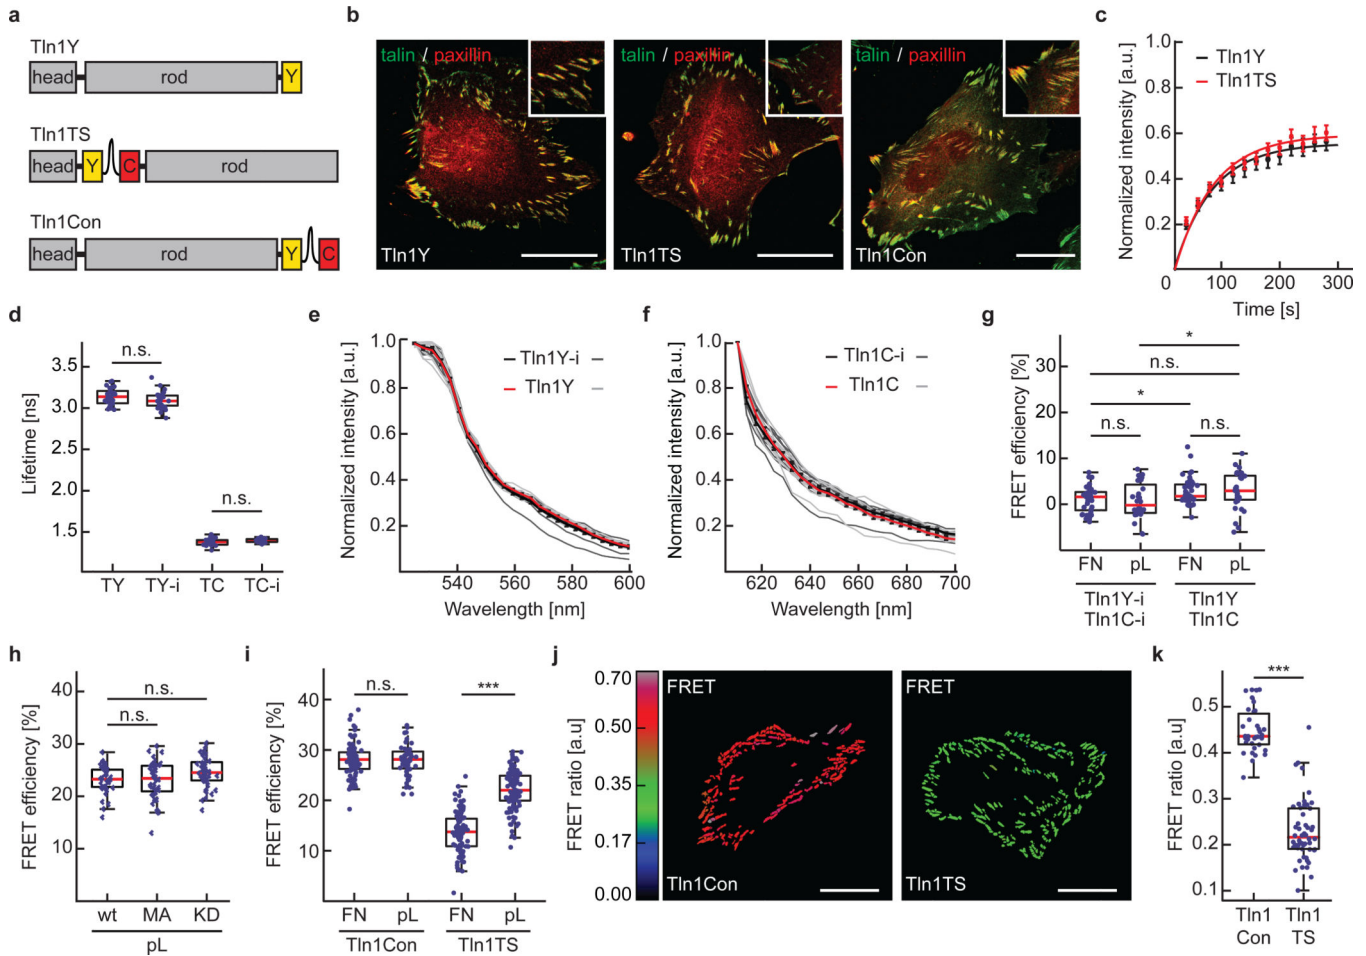 a
Tln1Y
head rod Y
Tln1TS
head Y C rod
Tln1Con
head rod Y C
b
talin / paxillin
Tln1Y
talin / paxillin
Tln1TS
talin / paxillin
Tln1Con
c
Normalized intensity [a.u.]
1.0
0.8
0.6
0.4
0.2
0 100 200 300
Time [s]
Tln1Y
Tln1TS
d
Lifetime [ns]
3.5
3.0
2.5
2.0
1.5
n.s.
n.s.
TY TY-i TC TC-i
e
Normalized intensity [a.u.]
1.0
0.8
0.6
0.4
0.2
Tln1Y-i
Tln1Y
540 560 580 600
Wavelength [nm]
f
Normalized intensity [a.u.]
1.0
0.8
0.6
0.4
0.2
Tln1C-i
Tln1C
620 640 660 680 700
Wavelength [nm]
g
FRET efficiency [%]
30
20
10
0
*
n.s.
*
n.s. n.s.
FN pL FN pL
Tln1Y-i Tln1Y
Tln1C-i Tln1C
h
FRET efficiency [%]
40
30
20
10
n.s.
n.s.
wt MA KD
pL
i
FRET efficiency [%]
40
30
20
10
n.s. ***
FN pL FN pL
Tln1Con Tln1TS
j
FRET ratio [a.u]
0.70
0.50
0.35
0.17
0.00
FRET
Tln1Con
FRET
Tln1TS
k
FRET ratio [a.u]
0.5
0.4
0.3
0.2
0.1
***
Tln1 Tln1
Con TS